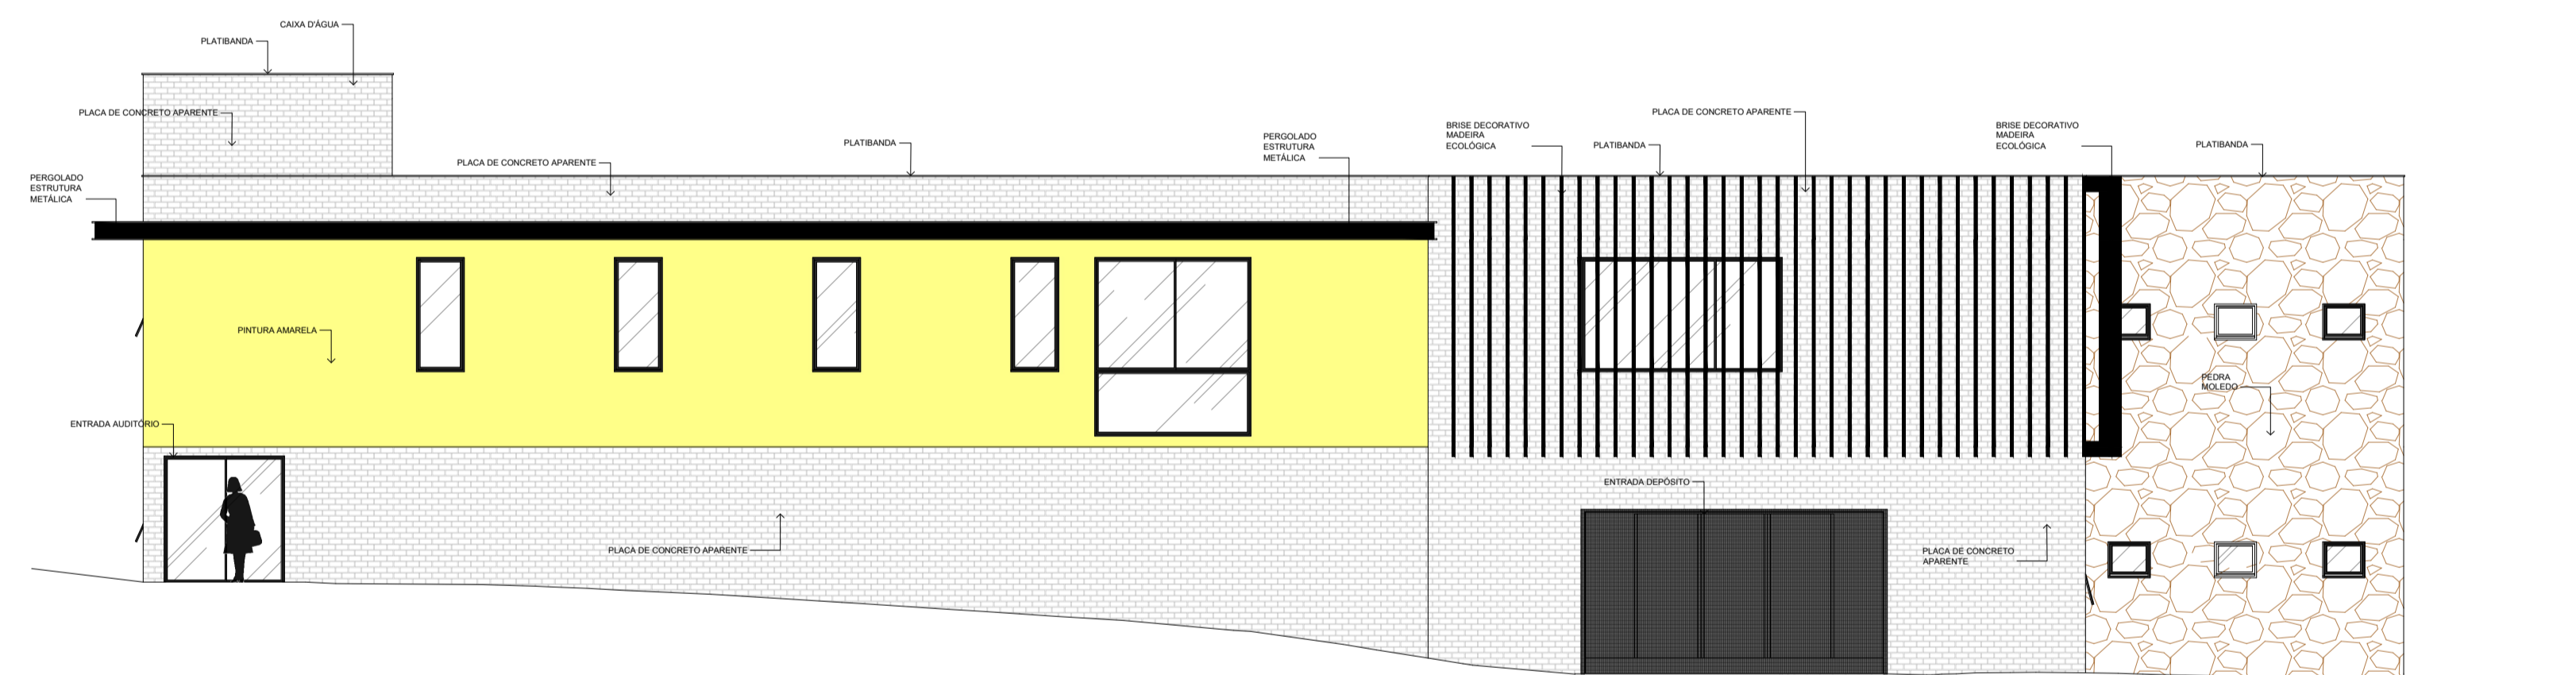 CAIXA D'ÁGUA
PLATIBANDA
PLACA DE CONCRETO APARENTE
PERGOLADO
ESTRUTURA
METÁLICA
PLACA DE CONCRETO APARENTE
PLATIBANDA
PERGOLADO
ESTRUTURA
METÁLICA
BRISE DECORATIVO
MADEIRA
ECOLÓGICA
PLATIBANDA
PLACA DE CONCRETO APARENTE
BRISE DECORATIVO
MADEIRA
ECOLÓGICA
PLATIBANDA
PINTURA AMARELA
PEDRA
MOLEDO
ENTRADA AUDITÓRIO
ENTRADA DEPÓSITO
PLACA DE CONCRETO APARENTE
PLACA DE CONCRETO
APARENTE